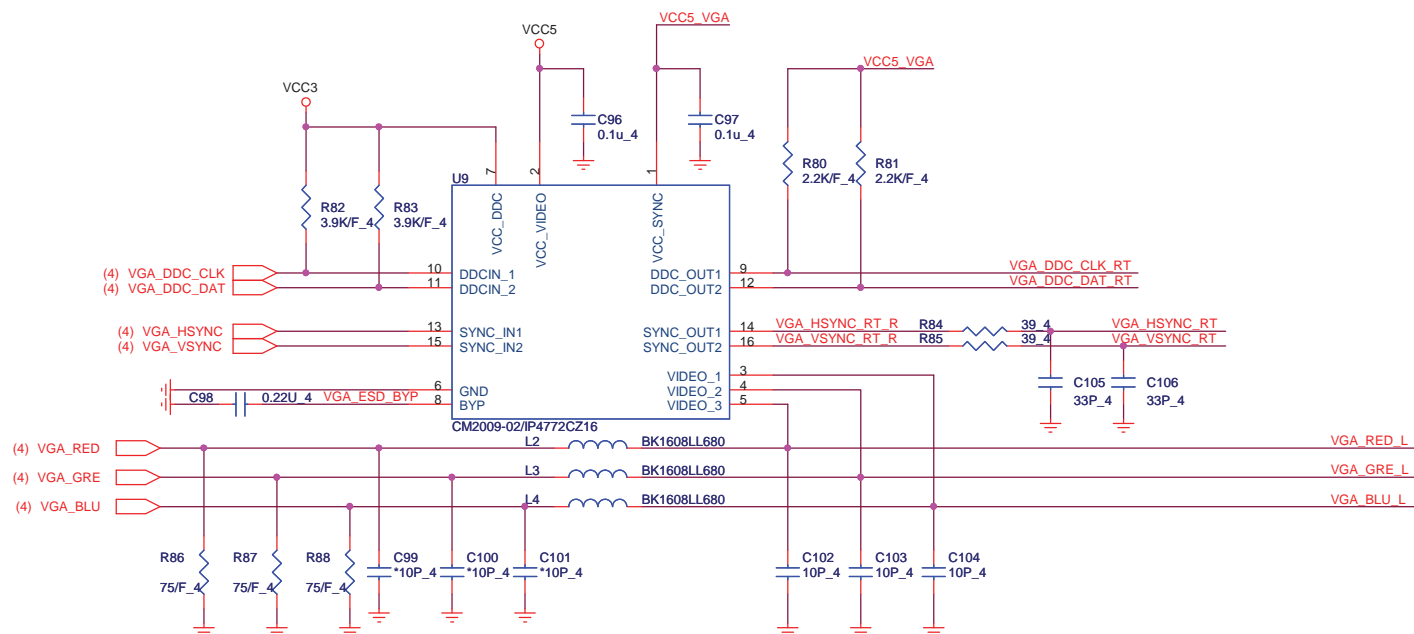 VCC5_VGA
VCC5
VCC5_VGA
VCC3
C96
0.1u_4
C97
0.1u_4
R80
2.2K/F_4
R81
2.2K/F_4
R82
3.9K/F_4
R83
3.9K/F_4
U9
7
2
1
VCC_DDC
VCC_VIDEO
VCC_SYNC
(4) VGA_DDC_CLK
10
DDCIN_1
DDC_OUT1
9
VGA_DDC_CLK_RT
(4) VGA_DDC_DAT
11
DDCIN_2
DDC_OUT2
12
VGA_DDC_DAT_RT
(4) VGA_HSYNC
13
SYNC_IN1
SYNC_OUT1
14
VGA_HSYNC_RT_R
R84
39_4
VGA_HSYNC_RT
(4) VGA_VSYNC
15
SYNC_IN2
SYNC_OUT2
16
VGA_VSYNC_RT_R
R85
39_4
VGA_VSYNC_RT
VIDEO_1
3
VIDEO_2
4
VIDEO_3
5
6
GND
C98
0.22U_4
VGA_ESD_BYP
8
BYP
C105
33P_4
C106
33P_4
CM2009-02/IP4772CZ16
(4) VGA_RED
L2
BK1608LL680
VGA_RED_L
(4) VGA_GRE
L3
BK1608LL680
VGA_GRE_L
(4) VGA_BLU
L4
BK1608LL680
VGA_BLU_L
R86
75/F_4
R87
75/F_4
R88
75/F_4
C99
*10P_4
C100
*10P_4
C101
*10P_4
C102
10P_4
C103
10P_4
C104
10P_4